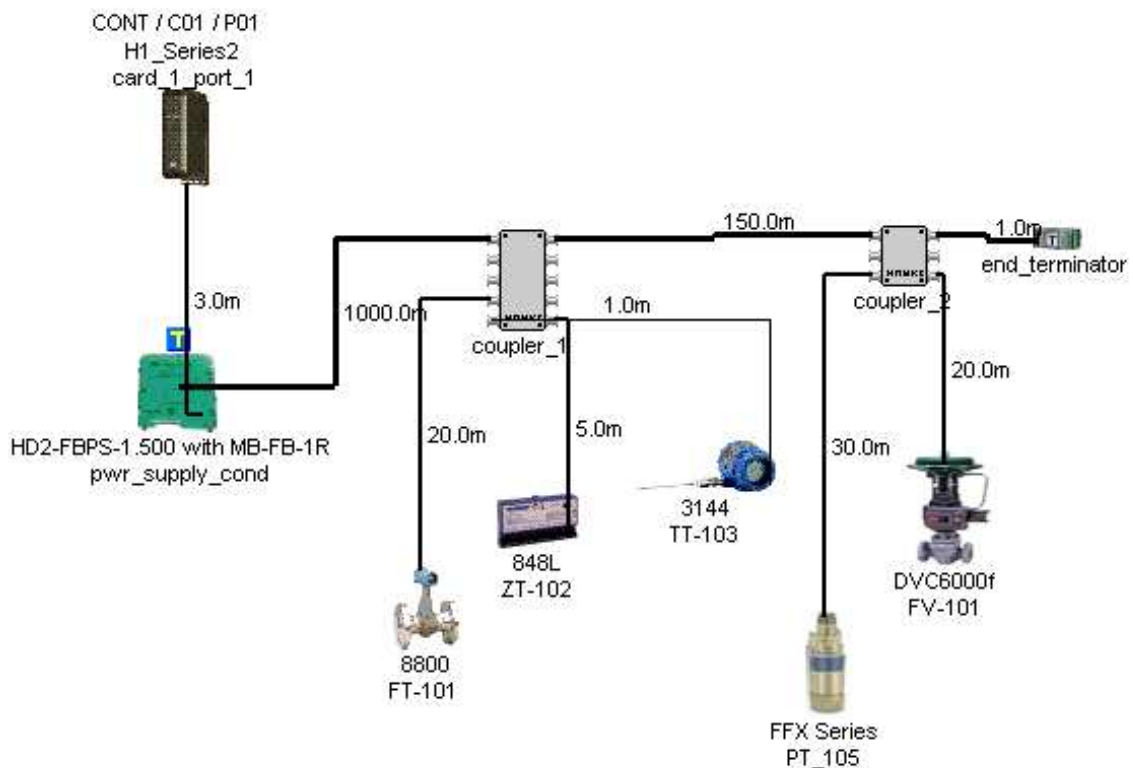 CONT / C01 / P01
H1_Series2
card_1_port_1
3.0m
T
HD2-FBPS-1.500 with MB-FB-1R
pwr_supply_cond
1000.0m
coupler_1
150.0m
coupler_2
1.0m
T
end_terminator
20.0m
8800
FT-101
5.0m
848L
ZT-102
1.0m
3144
TT-103
30.0m
FFX Series
PT_105
20.0m
DVC6000f
FV-101